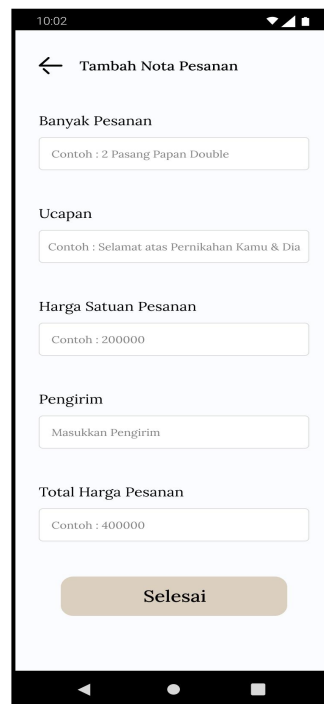 10:02
Tambah Nota Pesanan
Banyak Pesanan
Contoh : 2 Pasang Papan Double
Ucapan
Contoh : Selamat atas Pernikahan Kamu & Dia
Harga Satuan Pesanan
Contoh : 200000
Pengirim
Masukkan Pengirim
Total Harga Pesanan
Contoh : 400000
Selesai